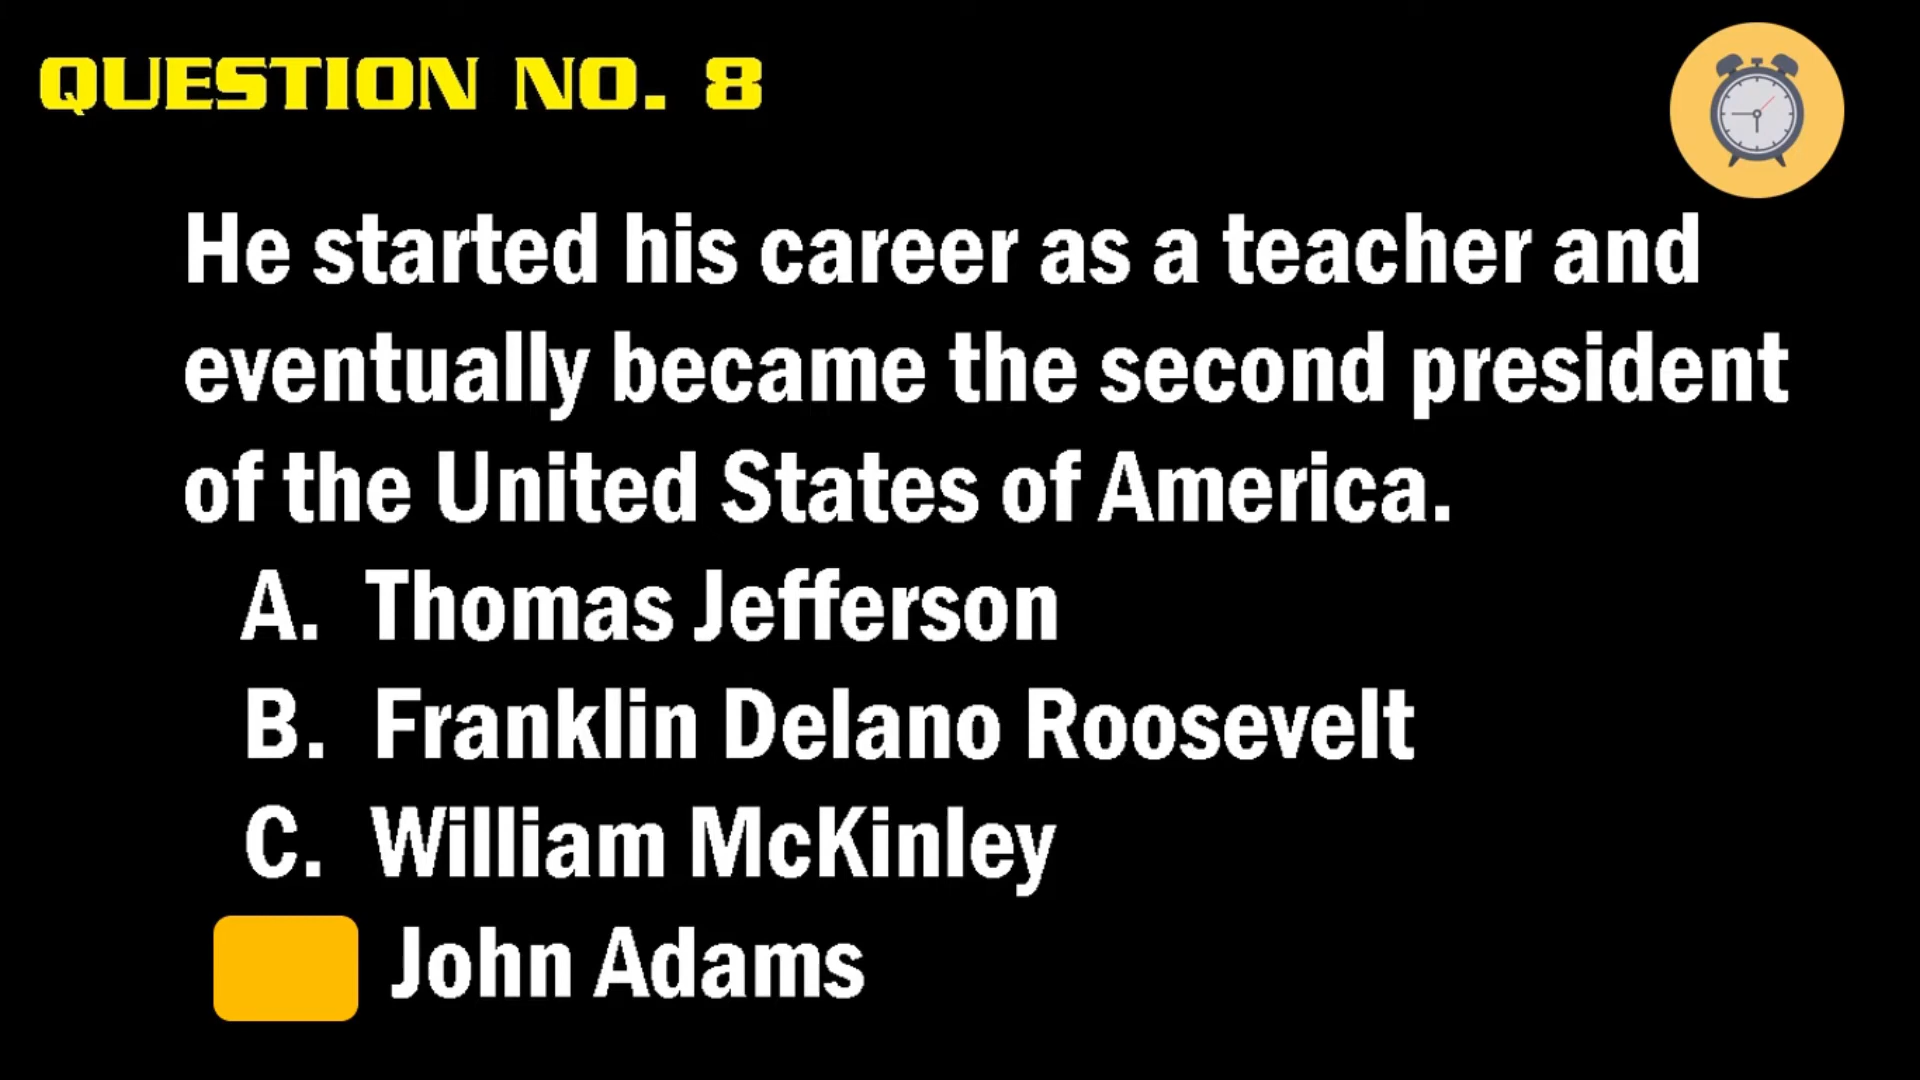 QUESTION NO. 8
He started his career as a teacher and
eventually became the second president
of the United States of America.
A. Thomas Jefferson
B. Franklin Delano Roosevelt
C. William McKinley
John Adams